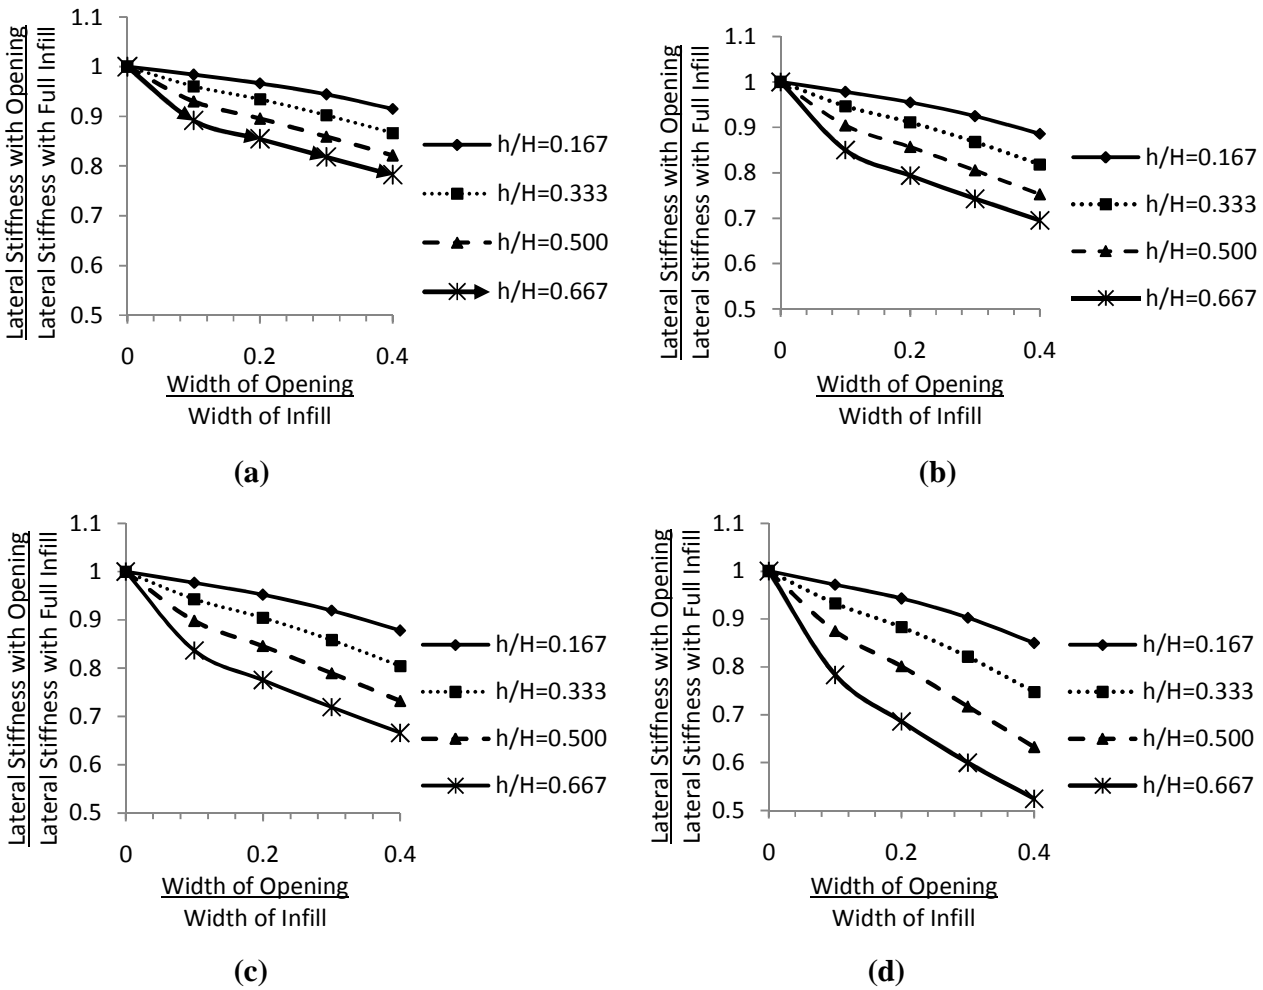 Lateral Stiffness with Opening
Lateral Stiffness with Full Infill
1.1
1
0.9
0.8
0.7
0.6
0.5
0
0.2
0.4
Width of Opening
Width of Infill
h/H=0.167
h/H=0.333
h/H=0.500
h/H=0.667
(a)
Lateral Stiffness with Opening
Lateral Stiffness with Full Infill
1.1
1
0.9
0.8
0.7
0.6
0.5
0
0.2
0.4
Width of Opening
Width of Infill
h/H=0.167
h/H=0.333
h/H=0.500
h/H=0.667
(b)
Lateral Stiffness with Opening
Lateral Stiffness with Full Infill
1.1
1
0.9
0.8
0.7
0.6
0.5
0
0.2
0.4
Width of Opening
Width of Infill
h/H=0.167
h/H=0.333
h/H=0.500
h/H=0.667
(c)
Lateral Stiffness with Opening
Lateral Stiffness with Full Infill
1.1
1
0.9
0.8
0.7
0.6
0.5
0
0.2
0.4
Width of Opening
Width of Infill
h/H=0.167
h/H=0.333
h/H=0.500
h/H=0.667
(d)